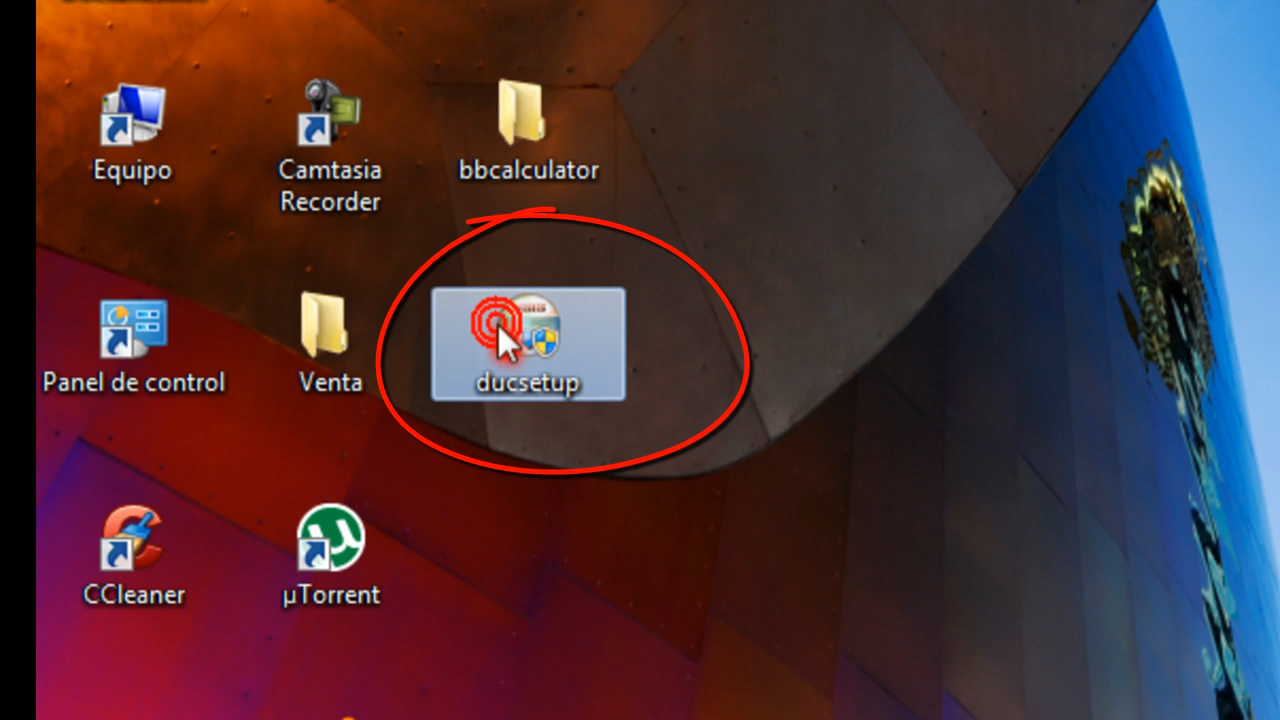 Equipo
Camtasia
Recorder
bbcalculator
Panel de control
Venta
ducsetup
CCleaner
µTorrent